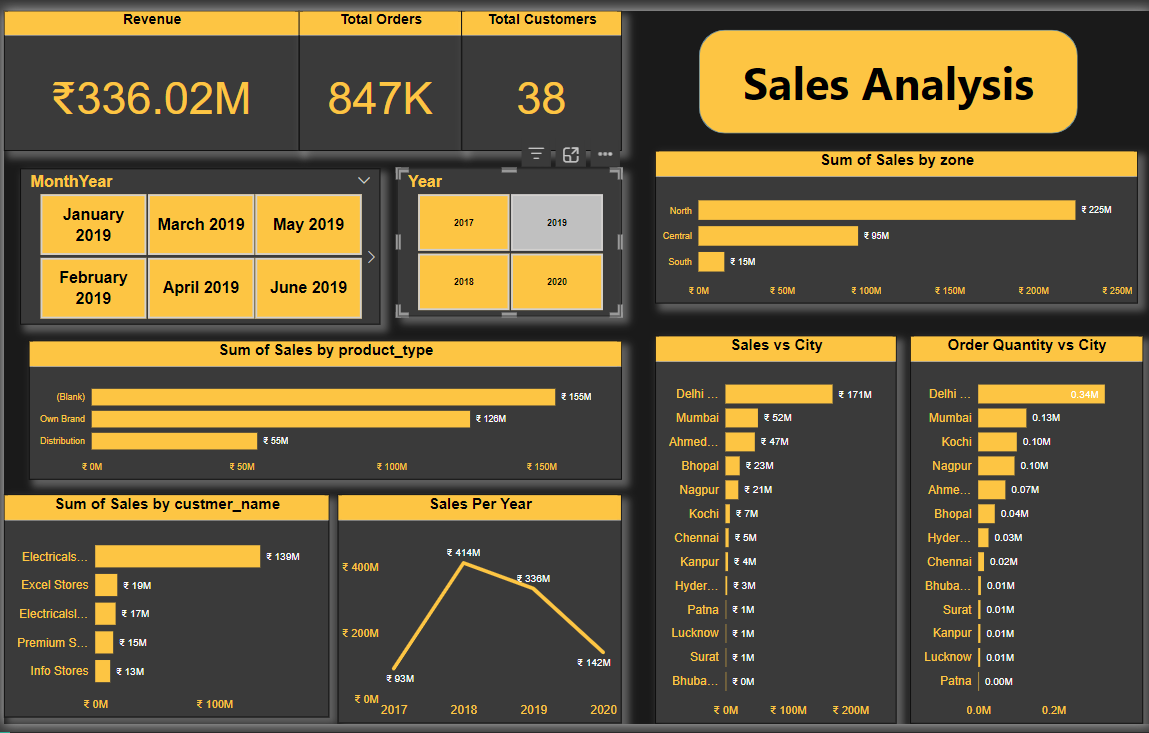 Revenue
Total Orders
Total Customers
₹336.02M
847K
38
Sales Analysis
MonthYear
January
2019
March 2019
May 2019
February
2019
April 2019
June 2019
Year
2017
2019
2018
2020
Sum of Sales by zone
North
₹ 225M
Central
₹ 95M
South
₹ 15M
₹ 0M
₹ 50M
₹ 100M
₹ 150M
₹ 200M
₹ 250M
Sum of Sales by product_type
(Blank)
₹ 155M
Own Brand
₹ 126M
Distribution
₹ 55M
₹ 0M
₹ 50M
₹ 100M
₹ 150M
Sum of Sales by custmer_name
Electricals...
₹ 139M
Excel Stores
₹ 19M
Electricalsl...
₹ 17M
Premium S...
₹ 15M
Info Stores
₹ 13M
₹ 0M
₹ 100M
Sales Per Year
₹ 414M
₹ 400M
₹ 336M
₹ 200M
₹ 142M
₹ 93M
₹ 0M
2017
2018
2019
2020
Sales vs City
Delhi ...
₹ 171M
Mumbai
₹ 52M
Ahmed...
₹ 47M
Bhopal
₹ 23M
Nagpur
₹ 21M
Kochi
₹ 7M
Chennai
₹ 5M
Kanpur
₹ 4M
Hyder...
₹ 3M
Patna
₹ 1M
Lucknow
₹ 1M
Surat
₹ 1M
Bhuba...
₹ 0M
₹ 0M
₹ 100M
₹ 200M
Order Quantity vs City
Delhi ...
0.34M
Mumbai
0.13M
Kochi
0.10M
Nagpur
0.10M
Ahme...
0.07M
Bhopal
0.04M
Hyder...
0.03M
Chennai
0.02M
Bhuba...
0.01M
Surat
0.01M
Kanpur
0.01M
Lucknow
0.01M
Patna
0.00M
0.0M
0.2M